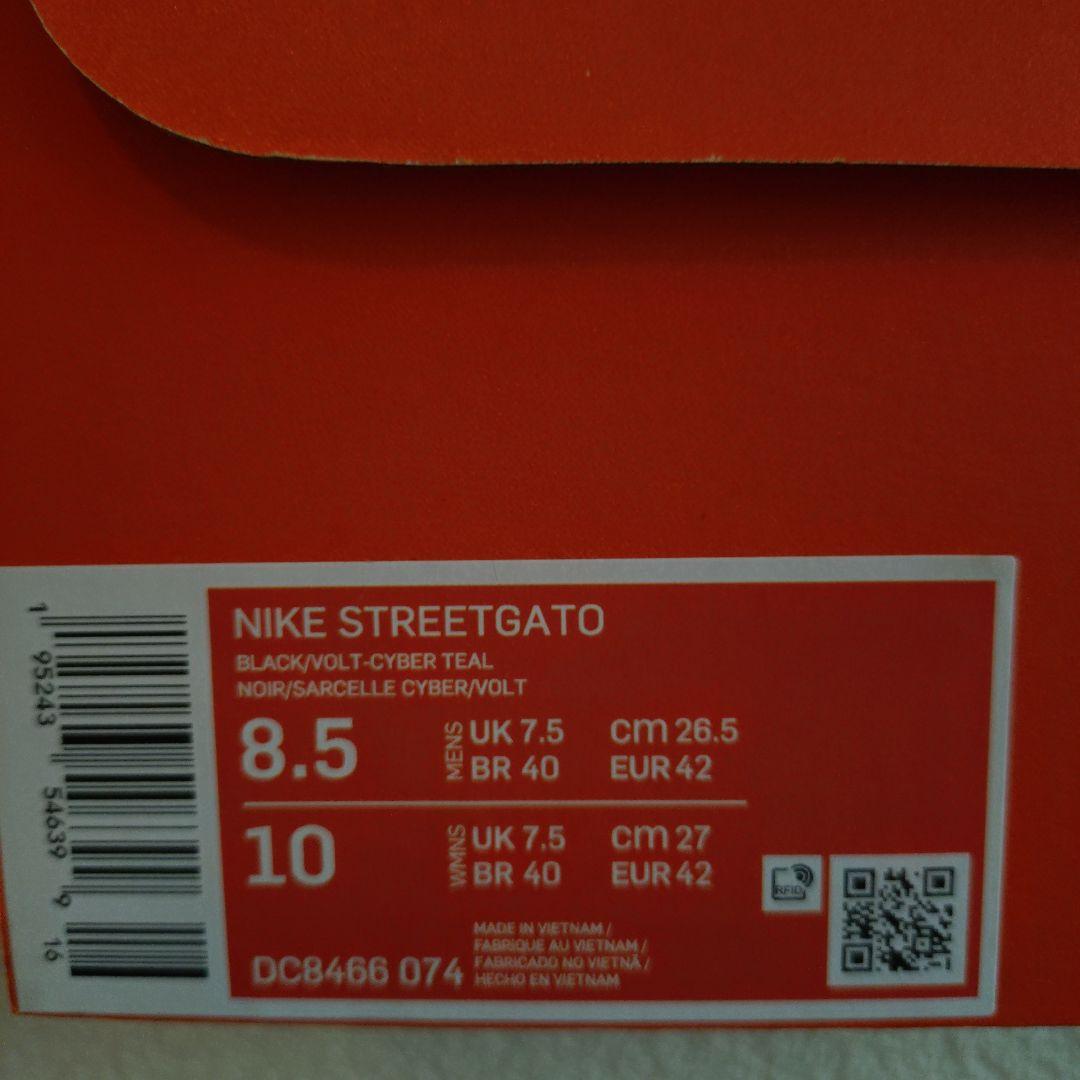 1
95243
54639
9
16
NIKE STREETGATO
BLACK/VOLT-CYBER TEAL
NOIR/SARCELLE CYBER/VOLT
8.5
MENS
UK 7.5
cm 26.5
BR 40
EUR 42
10
WMNS
UK 7.5
cm 27
BR 40
EUR 42
RFID
DC8466 074
MADE IN VIETNAM /
FABRIQUE AU VIETNAM /
FABRICADO NO VIETNÃ /
HECHO EN VIETNAM